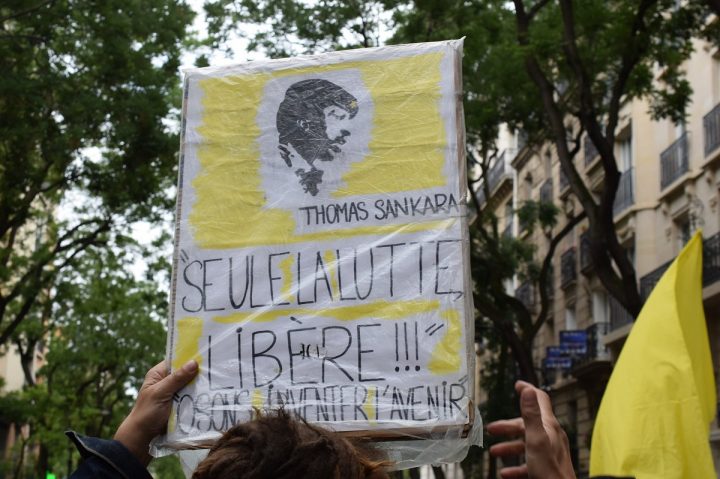 THOMAS SANKARA
"SEULE LA LUTTE
LIBÈRE !!!"
"OSONS INVENTER L'AVENIR"